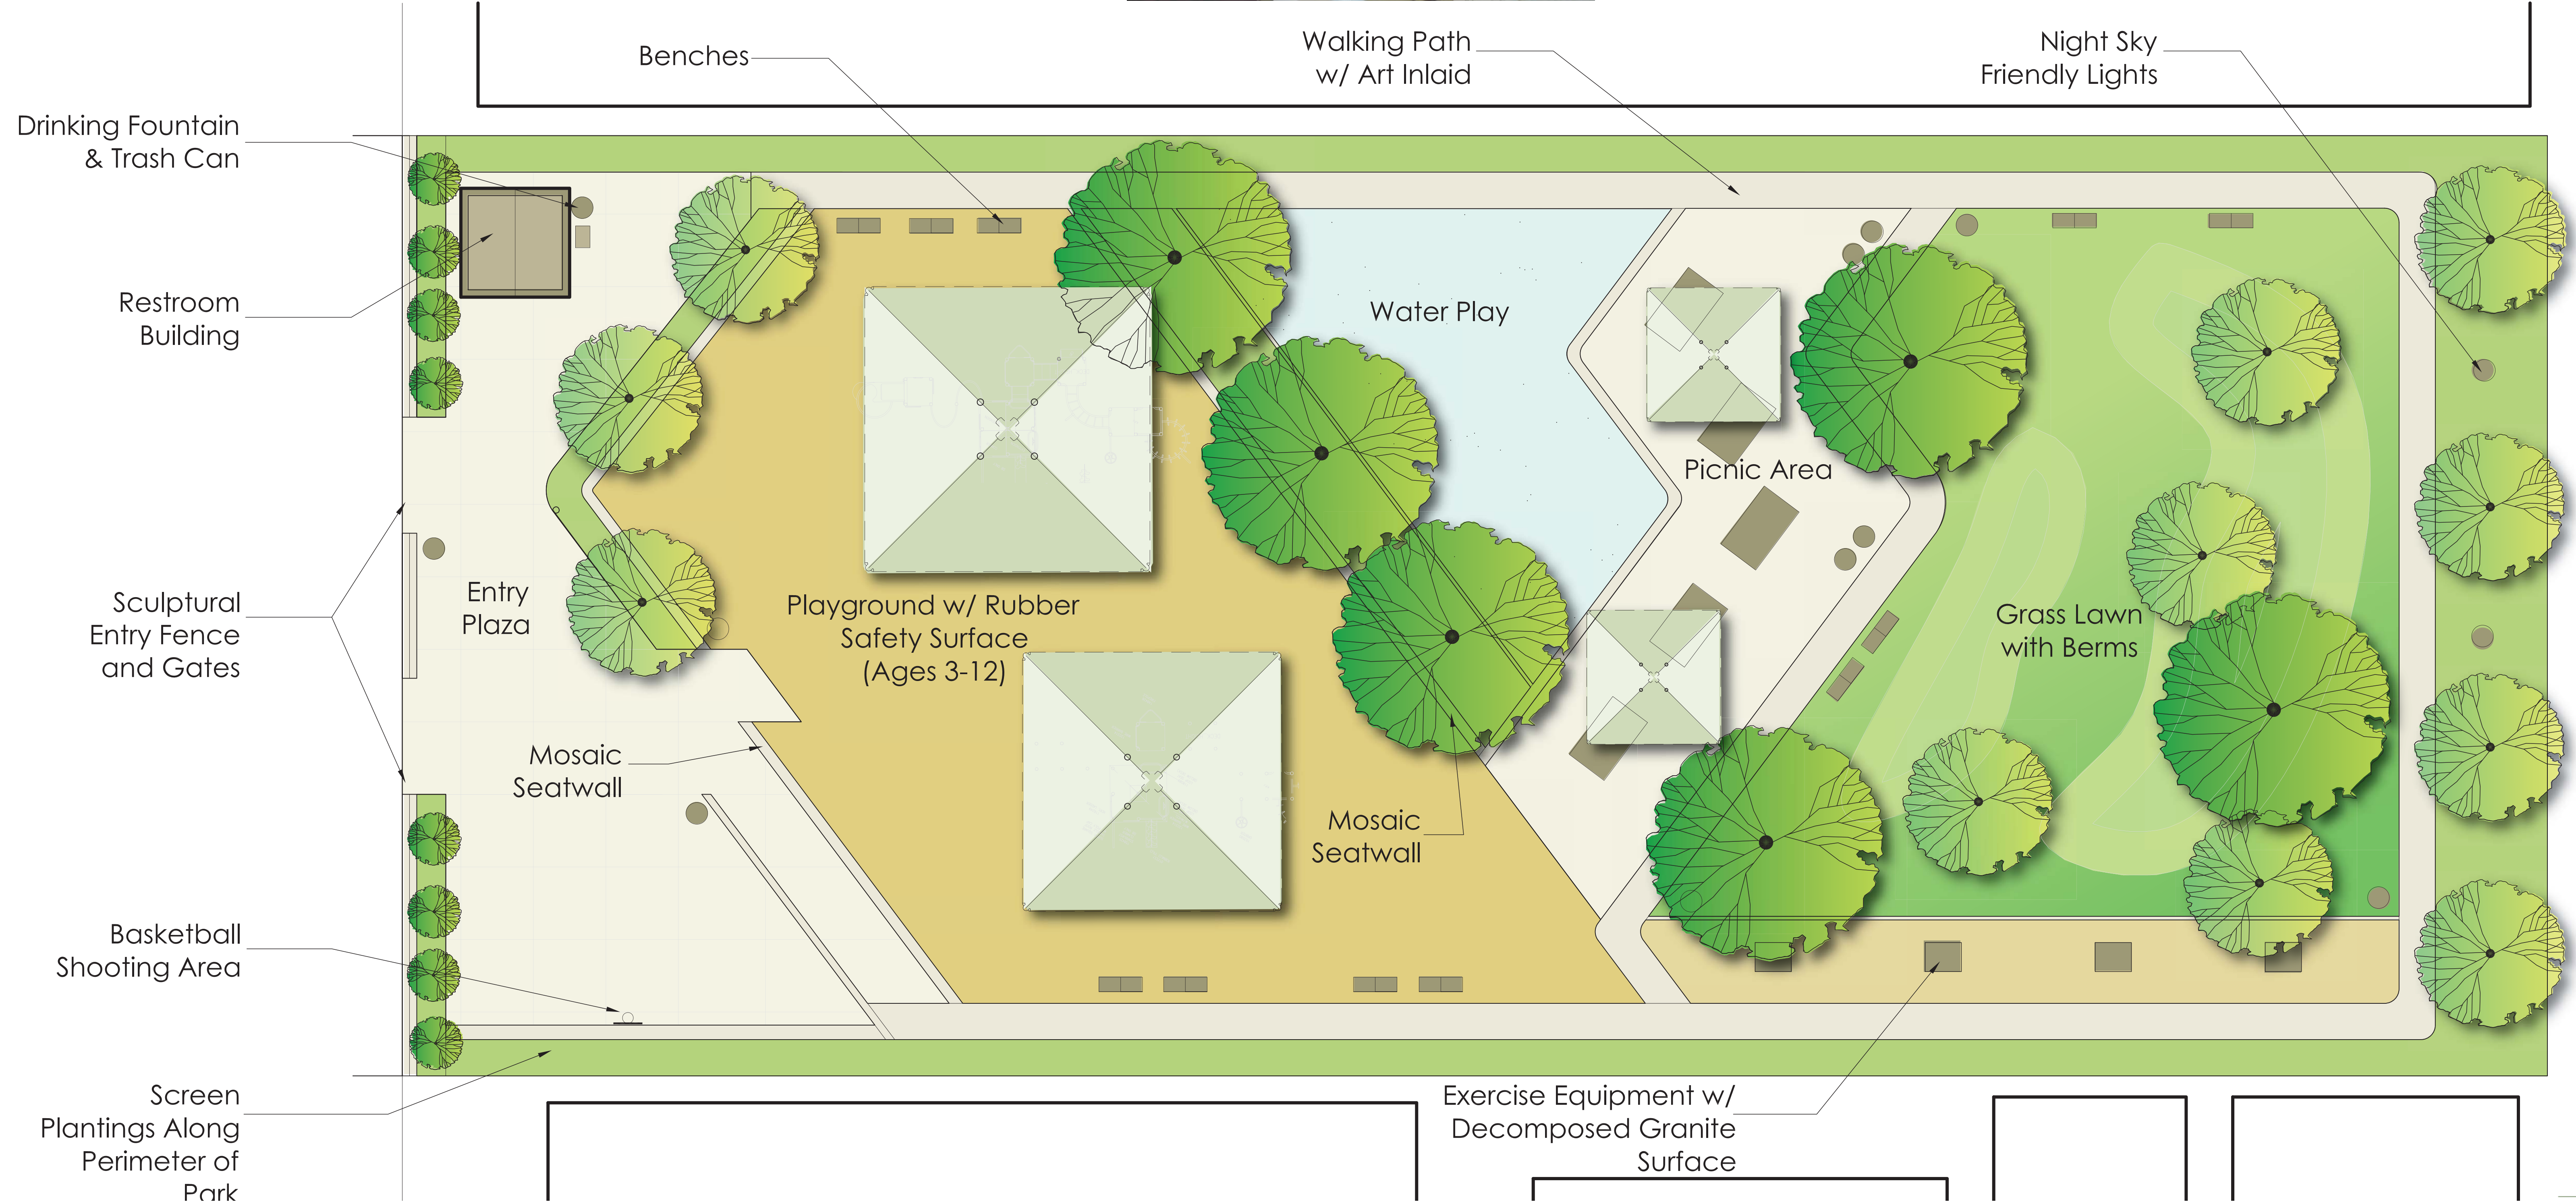 Benches
Walking Path
w/ Art Inlaid
Night Sky
Friendly Lights
Drinking Fountain
& Trash Can
Restroom
Building
Water Play
Picnic Area
Sculptural
Entry Fence
and Gates
Entry
Plaza
Playground w/ Rubber
Safety Surface
(Ages 3-12)
Grass Lawn
with Berms
Mosaic
Seatwall
Mosaic
Seatwall
Basketball
Shooting Area
Screen
Plantings Along
Perimeter of
Park
Exercise Equipment w/
Decomposed Granite
Surface